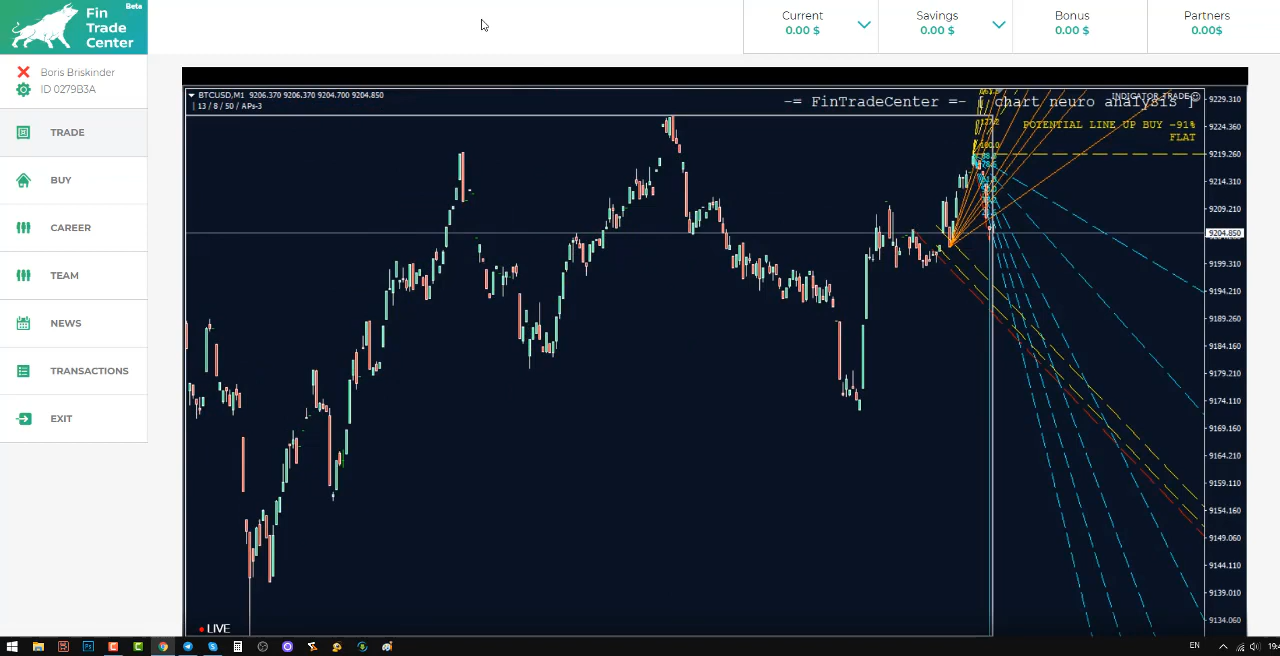 Fin
Trade
Center
Beta
Current
0.00 $
Savings
0.00 $
Bonus
0.00 $
Partners
0.00$
Boris Briskinder
ID 0279B3A
TRADE
BUY
CAREER
TEAM
NEWS
TRANSACTIONS
EXIT
BTCUSD,M1 9206.370 9206.370 9204.700 9204.850
| 13 / 8 / 50 / APs-3
-= FinTradeCenter =- [ chart neuro analysis ]
INDIGATOR_TRADE
POTENTIAL LINE UP BUY -91%
FLAT
100.0
9229.310
9224.360
9219.260
9214.310
9209.210
9204.850
9199.310
9194.210
9189.260
9184.160
9179.210
9174.110
9169.160
9164.210
9159.110
9154.160
9149.060
9144.110
9139.010
9134.060
LIVE
EN